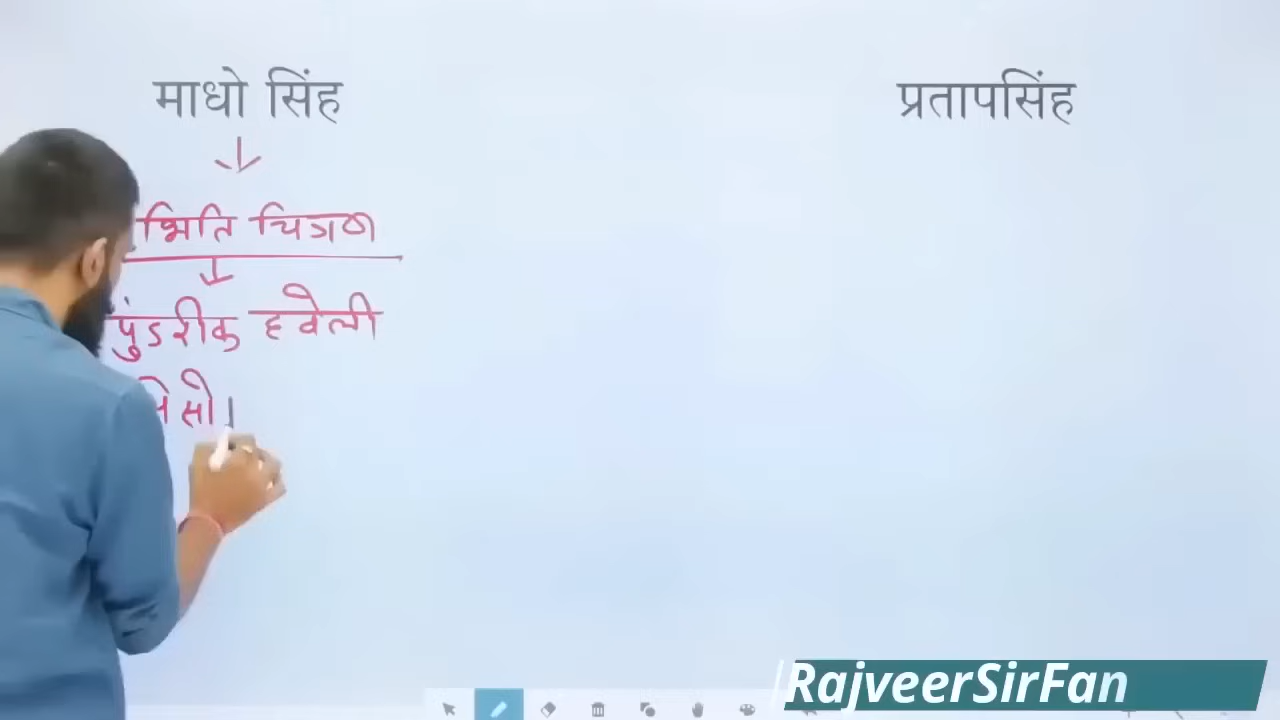 माधो सिंह
प्रतापसिंह
भिति चित्रण
पुंडरीक हवेली
RajveerSirFan